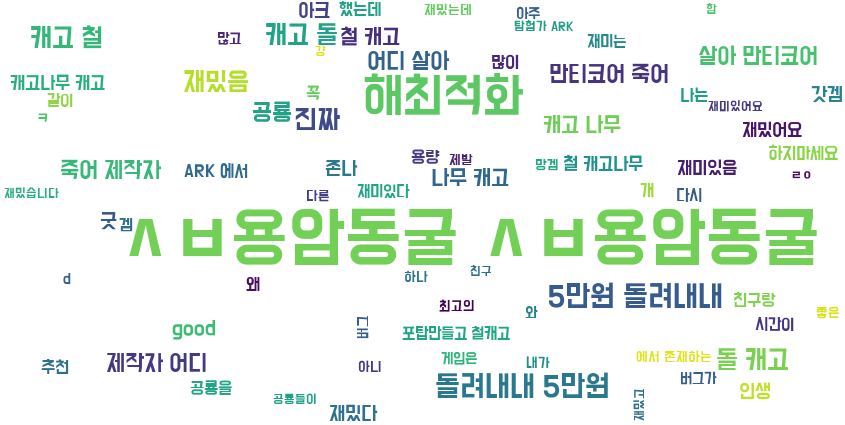 아크 했는데 재밌는데 아주 함
캐고 철 많고 캐고 돌 철 캐고 탐험가 ARK 재미는
강 어디 살아 많이 살아 만티코어
캐고나무 캐고 재밌음 해최적화 만티코어 죽어
같이 꼭 나는 갓겜
ㅋ 공룡 진짜 캐고 나무 재미있어요 재밌어요
죽어 제작자 ARK 에서 존나 용량 제발 망겜 철 캐고나무 재미있음 하지마세요
나무 캐고 ㄹㅇ
재밌습니다 다른 재미있다 개 다시
굿 겜 ㅅㅂ용암동굴 ㅅㅂ용암동굴
d 왜 하나 친구
5만원 돌려내내 친구랑
good 버그 최고의 와 시간이 좋은
포탑만들고 철캐고
추천 제작자 어디 아니 게임은 내가 에서 존재하는 돌 캐고
공룡을 돌려내내 5만원 버그가 인생
공룡들이 재밌다 재밌고